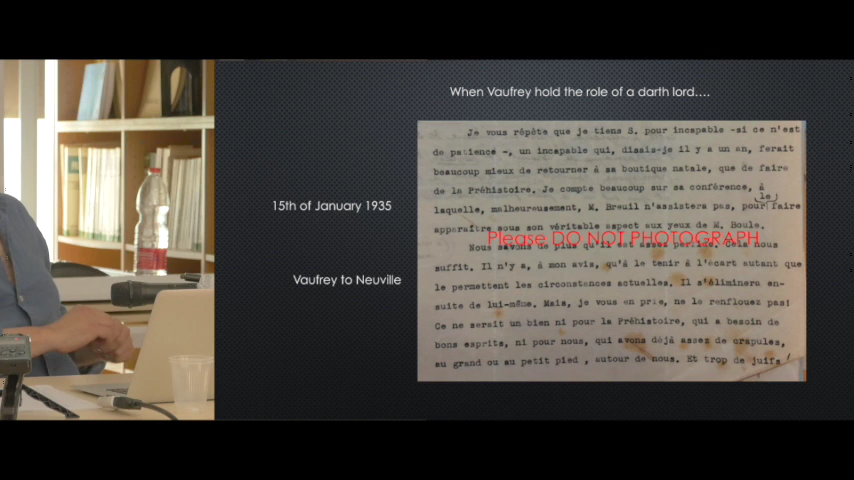 When Vaufrey hold the role of a darth lord....
15th of January 1935
Vaufrey to Neuville
Je vous répète que je tiens S. pour incapable -si ce n'est
de patience -, un incapable qui, disais-je il y a un an, ferait
beaucoup mieux de retourner à sa boutique natale, que de faire
de la Préhistoire. Je compte beaucoup sur sa conférence, à
laquelle, malheureusement, M. Breuil n'assistera pas, pour le faire
apparaître sous son véritable aspect aux yeux de M. Boule.
Please DO NOT PHOTOGRAPH
Nous savons de plus qu'il est assez perfide. Cela nous
suffit. Il n'y a, à mon avis, qu'à le tenir à l'écart autant que
le permettent les circonstances actuelles. Il s'éliminera en-
suite de lui-même. Mais, je vous en prie, ne le renflouez pas!
Ce ne serait un bien ni pour la Préhistoire, qui a besoin de
bons esprits, ni pour nous, qui avons déjà assez de crapules,
au grand ou au petit pied , autour de nous. Et trop de juifs !